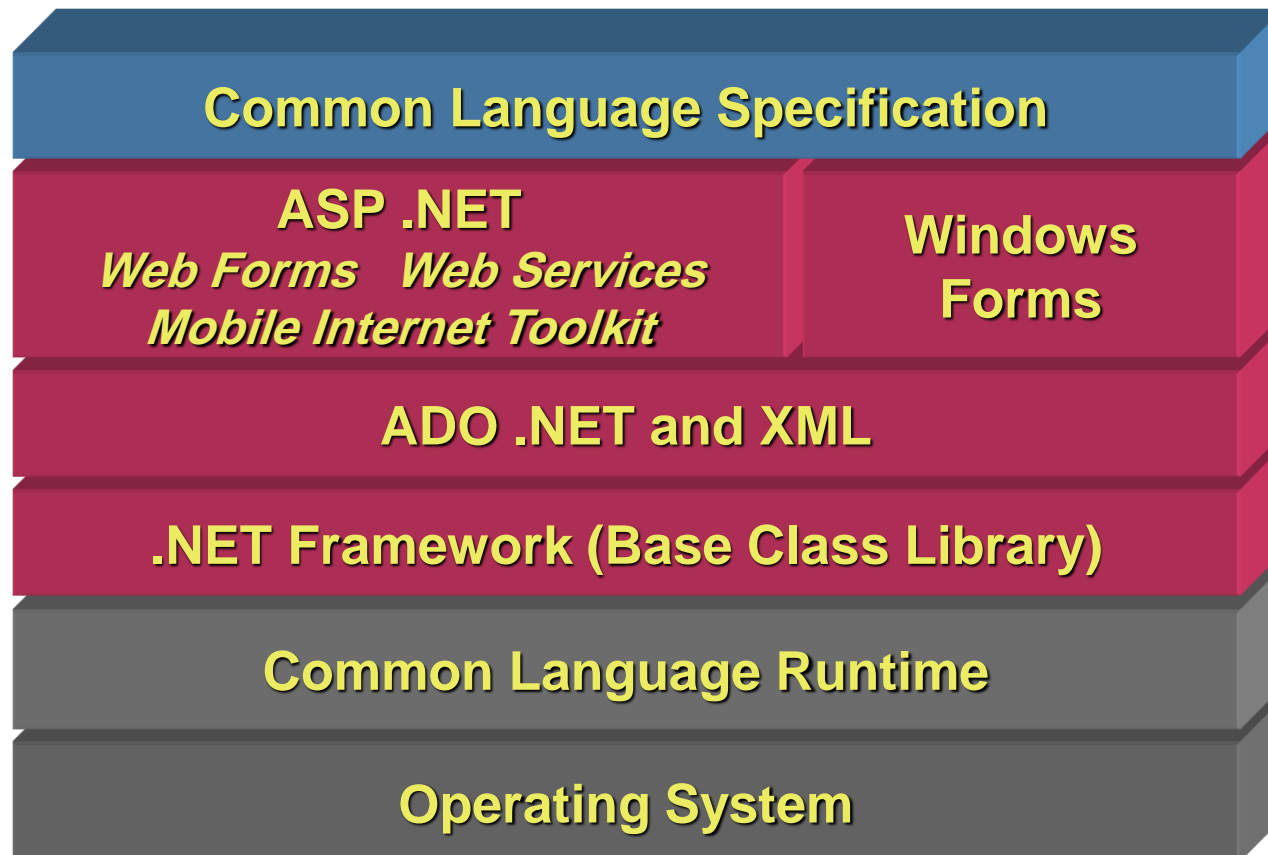 Common Language Specification
ASP .NET
Web Forms Web Services
Mobile Internet Toolkit
Windows
Forms
ADO .NET and XML
.NET Framework (Base Class Library)
Common Language Runtime
Operating System